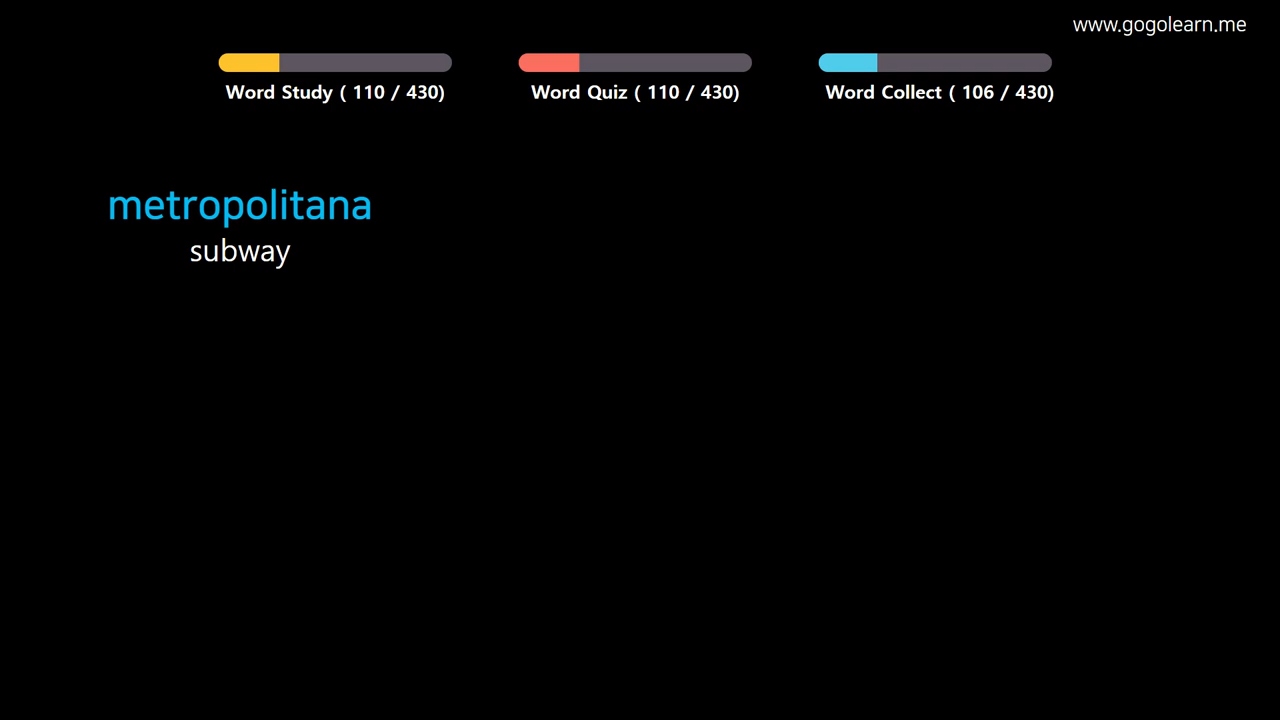 www.gogolearn.me
Word Study ( 110 / 430)
Word Quiz ( 110 / 430)
Word Collect ( 106 / 430)
metropolitana
subway